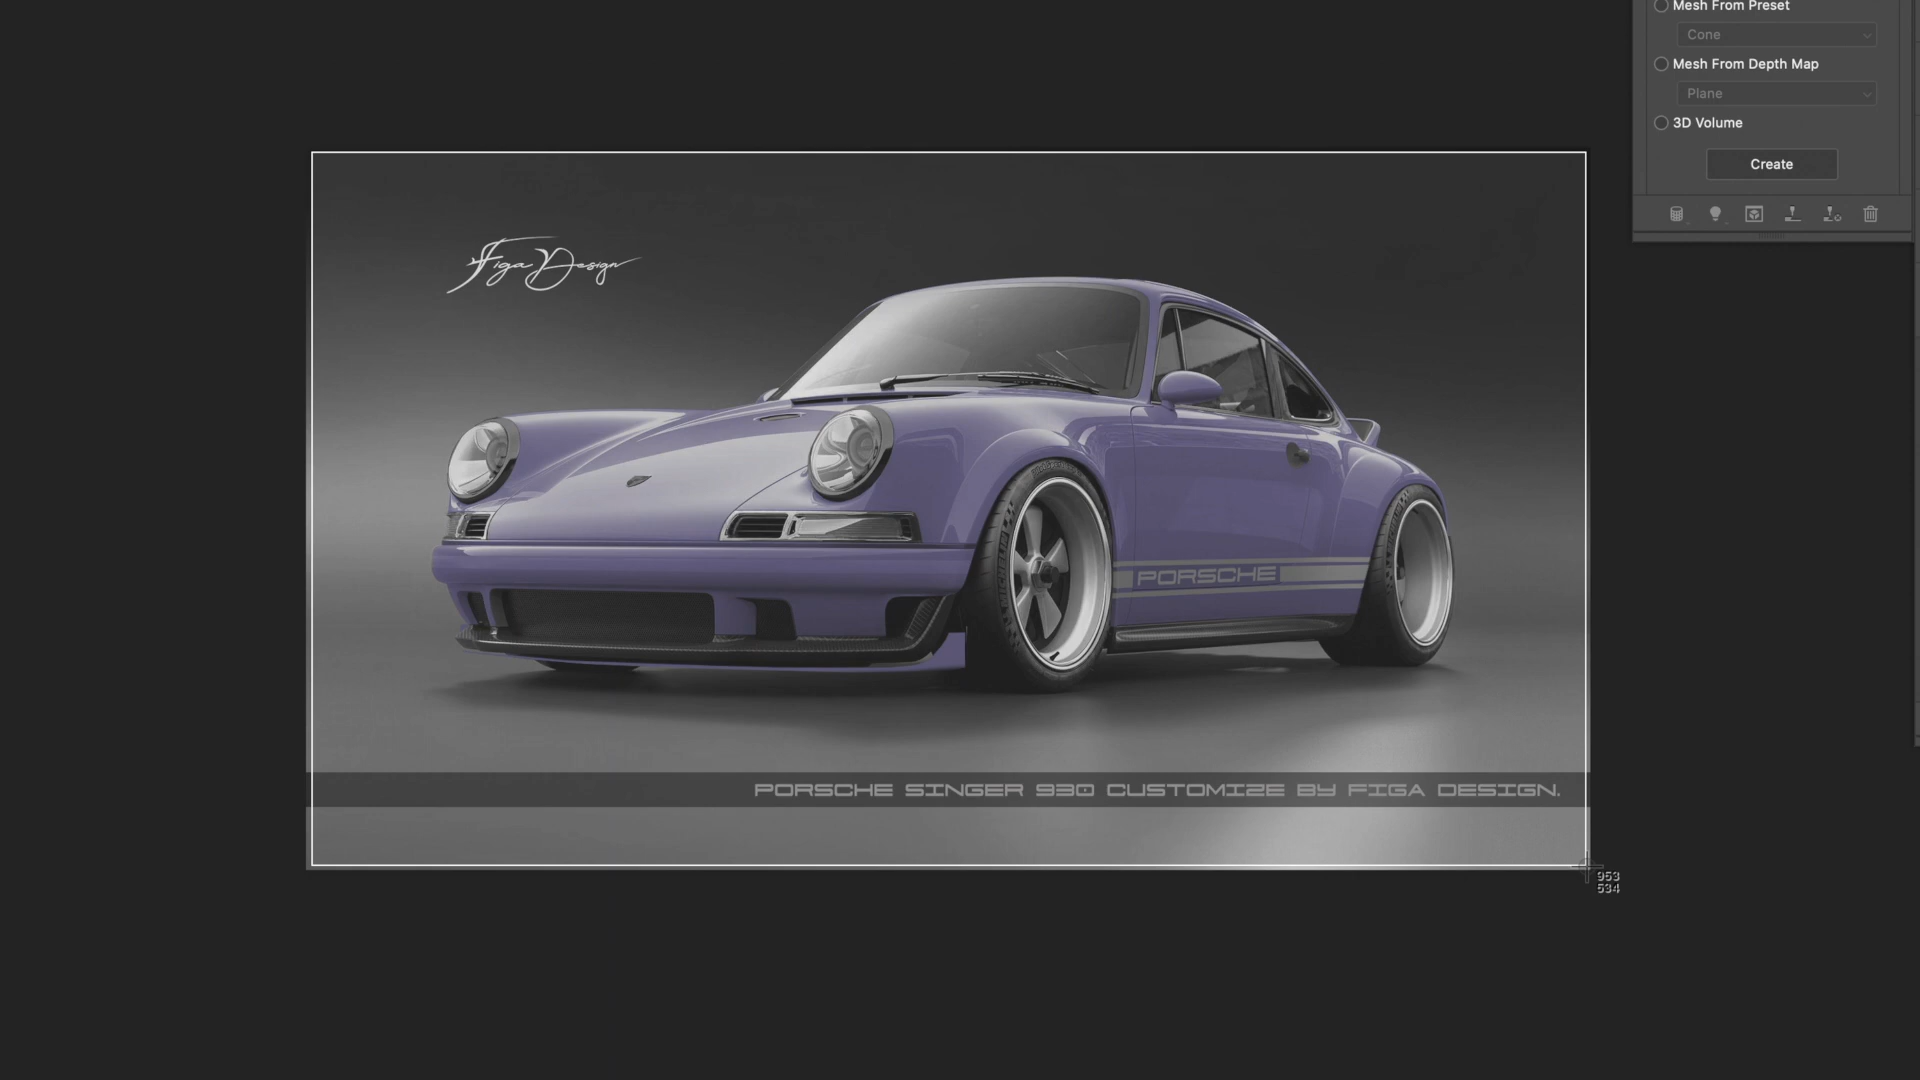 Mesh From Preset
Cone
Mesh From Depth Map
Plane
3D Volume
Create
Figa Design
MICHELIN
PORSCHE
PORSCHE SINGER 930 CUSTOMIZE BY FIGA DESIGN.
953
534